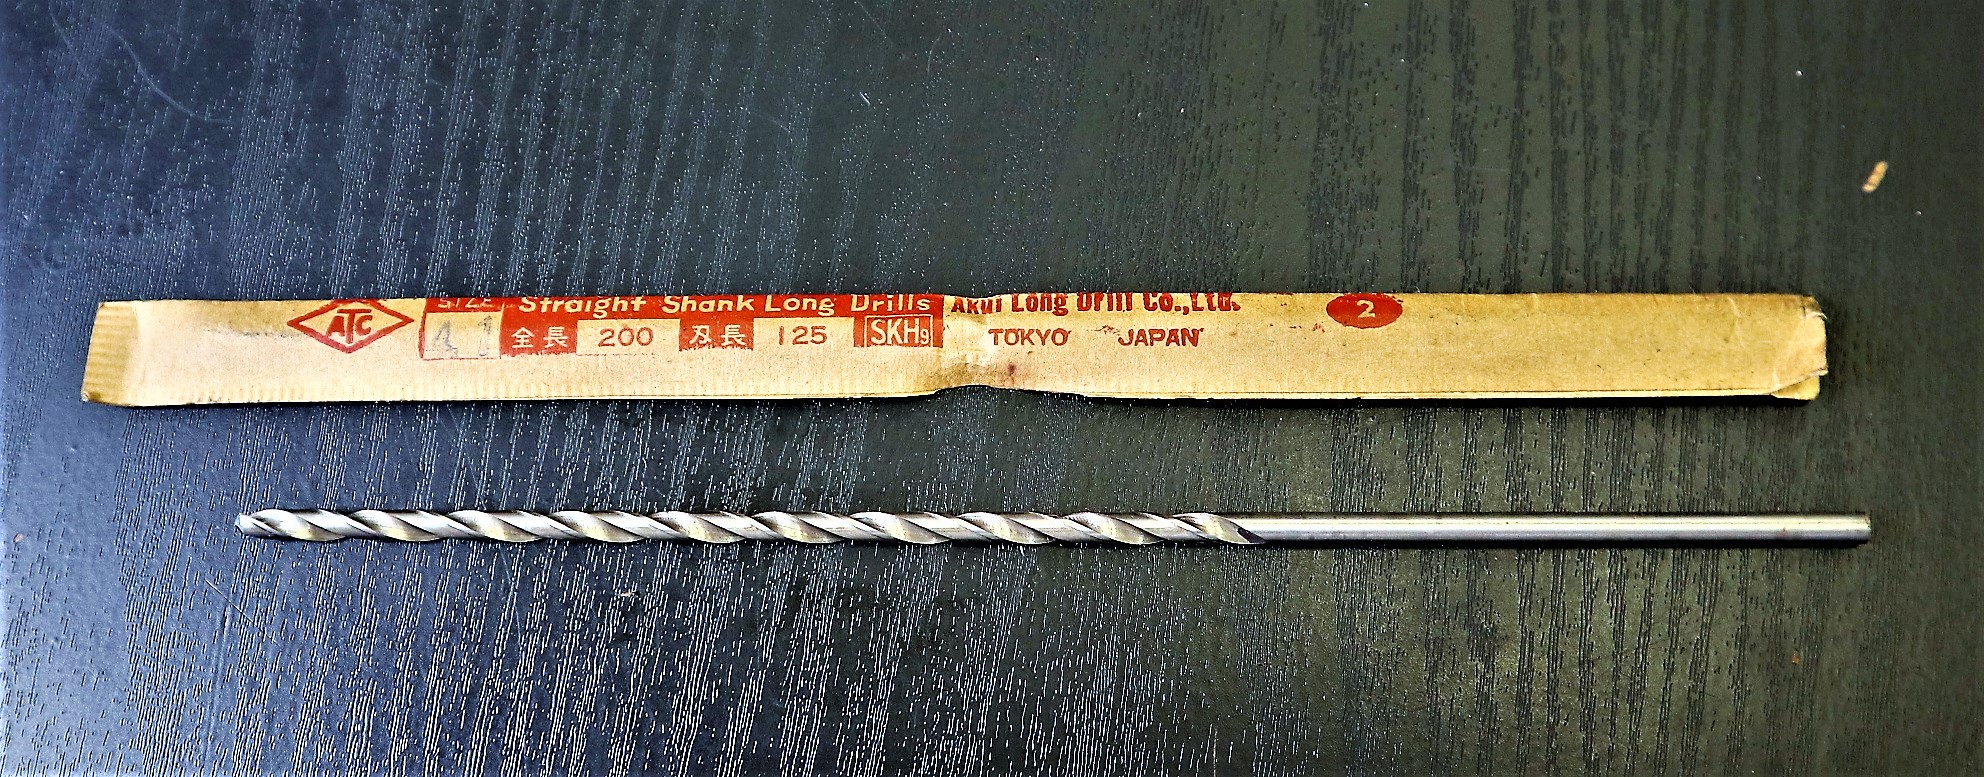 ATC
SIZE Straight Shank Long Drills Akui Long Drill Co.,Ltd. 2
4.1 全長 200 刃長 125 SKH9 TOKYO JAPAN